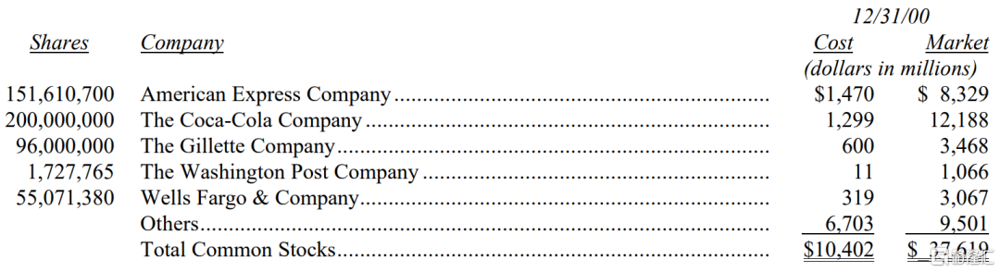 12/31/00
Shares Company Cost Market
(dollars in millions)
151,610,700 American Express Company $1,470 $ 8,329
200,000,000 The Coca-Cola Company 1,299 12,188
96,000,000 The Gillette Company 600 3,468
1,727,765 The Washington Post Company 11 1,066
55,071,380 Wells Fargo & Company 319 3,067
Others 6,703 9,501
Total Common Stocks $10,402 $ 37,619